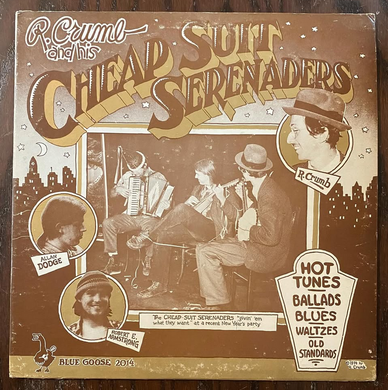 R. Crumb
and his
CHEAP SUIT
SERENADERS
R. Crumb
ALLAN
DODGE
ROBERT E.
ARMSTRONG
The CHEAP-SUIT SERENADERS "givin' 'em
what they want" at a recent New Year's party
HOT
TUNES
BALLADS
BLUES
WALTZES
OLD
STANDARDS
BLUE GOOSE 2014